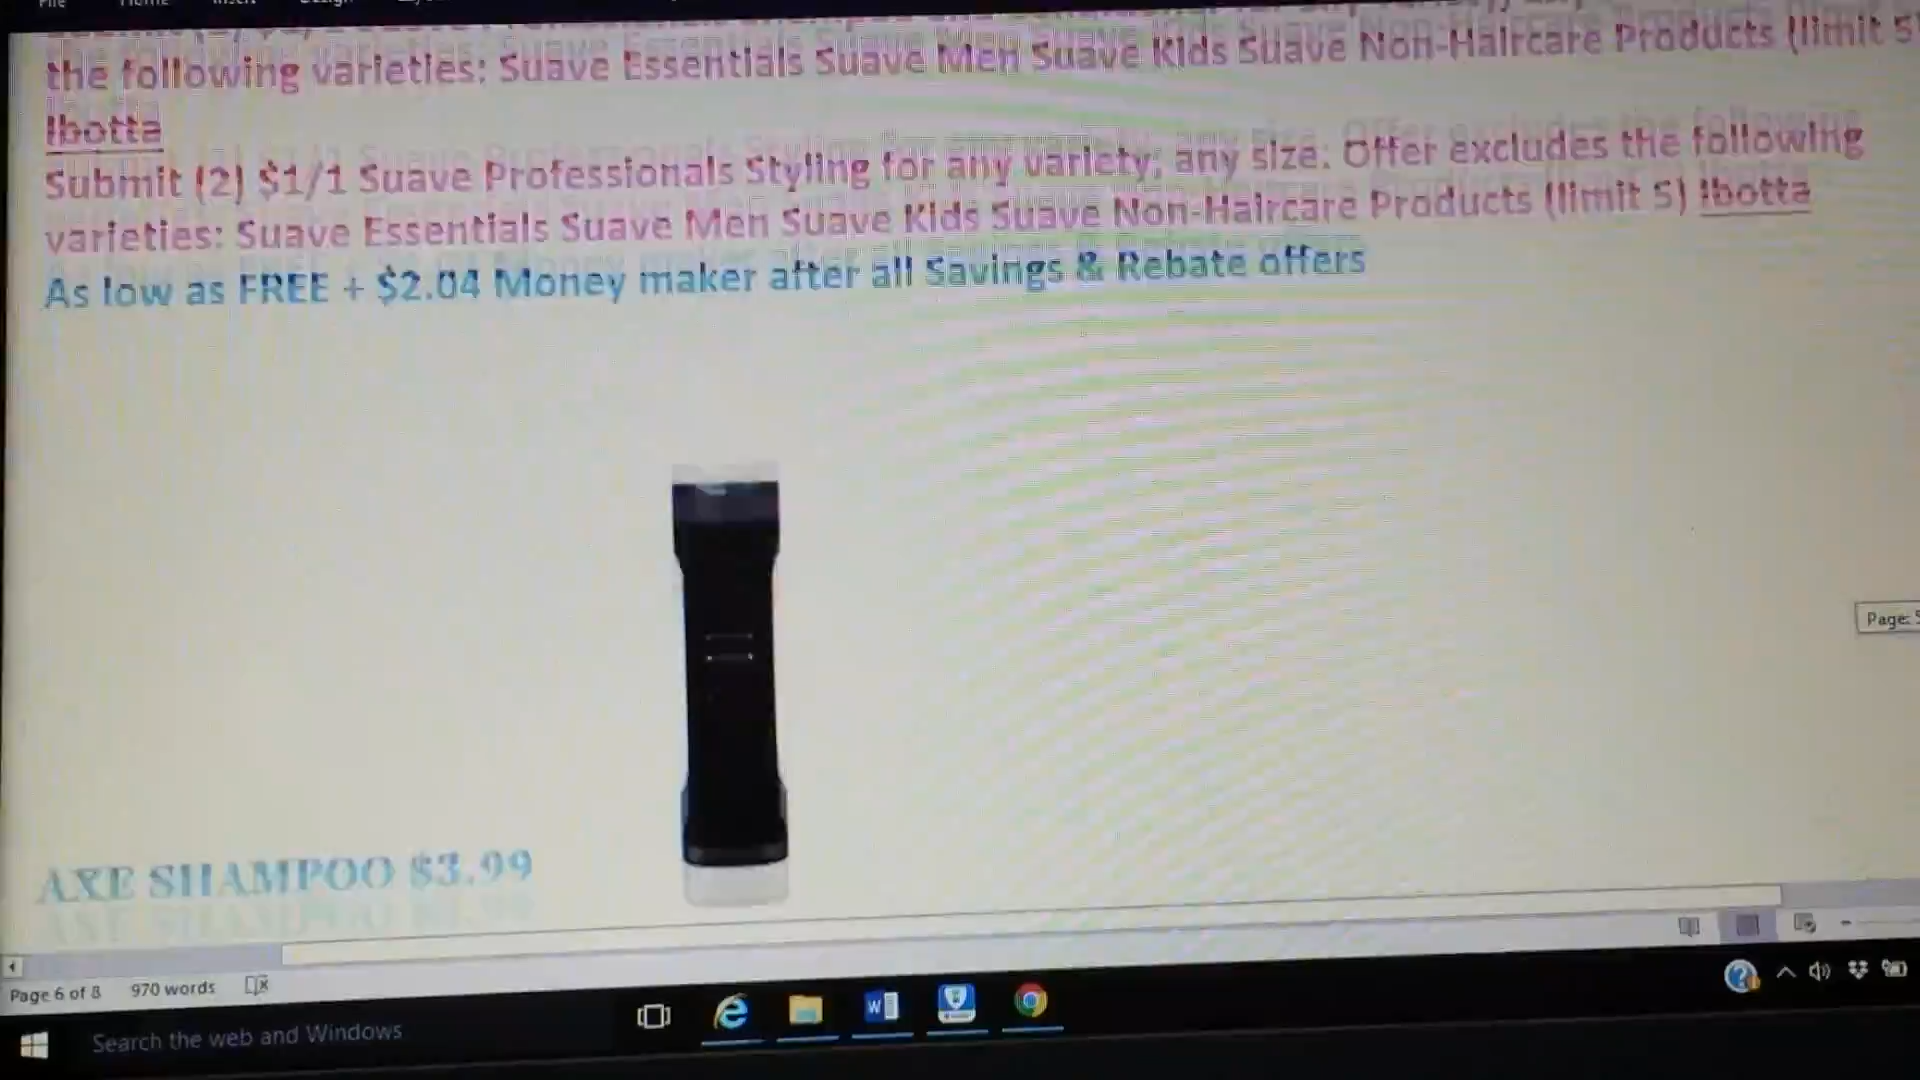 the following varieties: Suave Essentials Suave Men Suave Kids Suave Non-Haircare Products (limit 5
Ibotta
Submit (2) $1/1 Suave Professionals Styling for any variety, any size. Offer excludes the following
varieties: Suave Essentials Suave Men Suave Kids Suave Non-Haircare Products (limit 5) Ibotta
As low as FREE + $2.04 Money maker after all Savings & Rebate offers
AXE SHAMPOO $3.99
Page: 5
Page 6 of 8 970 words
Search the web and Windows